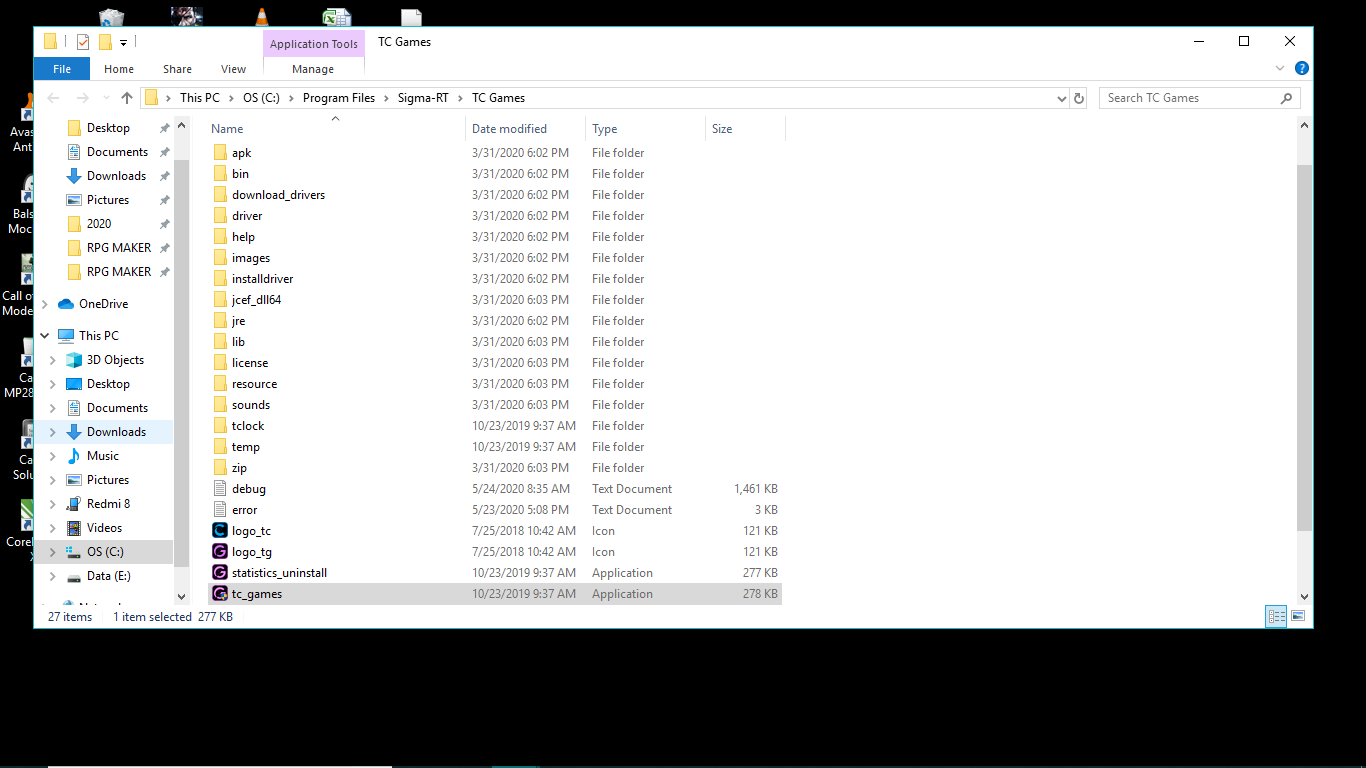 Application Tools
TC Games
File
Home
Share
View
Manage
This PC
OS (C:)
Program Files
Sigma-RT
TC Games
Search TC Games
Desktop
Documents
Downloads
Pictures
2020
RPG MAKER
RPG MAKER
OneDrive
This PC
3D Objects
Desktop
Documents
Downloads
Music
Pictures
Redmi 8
Videos
OS (C:)
Data (E:)
Name Date modified Type Size
apk 3/31/2020 6:02 PM File folder
bin 3/31/2020 6:02 PM File folder
download_drivers 3/31/2020 6:02 PM File folder
driver 3/31/2020 6:02 PM File folder
help 3/31/2020 6:02 PM File folder
images 3/31/2020 6:02 PM File folder
installdriver 3/31/2020 6:02 PM File folder
jcef_dll64 3/31/2020 6:03 PM File folder
jre 3/31/2020 6:02 PM File folder
lib 3/31/2020 6:02 PM File folder
license 3/31/2020 6:03 PM File folder
resource 3/31/2020 6:03 PM File folder
sounds 3/31/2020 6:03 PM File folder
tclock 10/23/2019 9:37 AM File folder
temp 10/23/2019 9:37 AM File folder
zip 3/31/2020 6:03 PM File folder
debug 5/24/2020 8:35 AM Text Document 1,461 KB
error 5/23/2020 5:08 PM Text Document 3 KB
logo_tc 7/25/2018 10:42 AM Icon 121 KB
logo_tg 7/25/2018 10:42 AM Icon 121 KB
statistics_uninstall 10/23/2019 9:37 AM Application 277 KB
tc_games 10/23/2019 9:37 AM Application 278 KB
27 items 1 item selected 277 KB
Avas
Ant
Bals
Moc
Call of
Mode
Ca
MP28
Ca
Solu
Corel